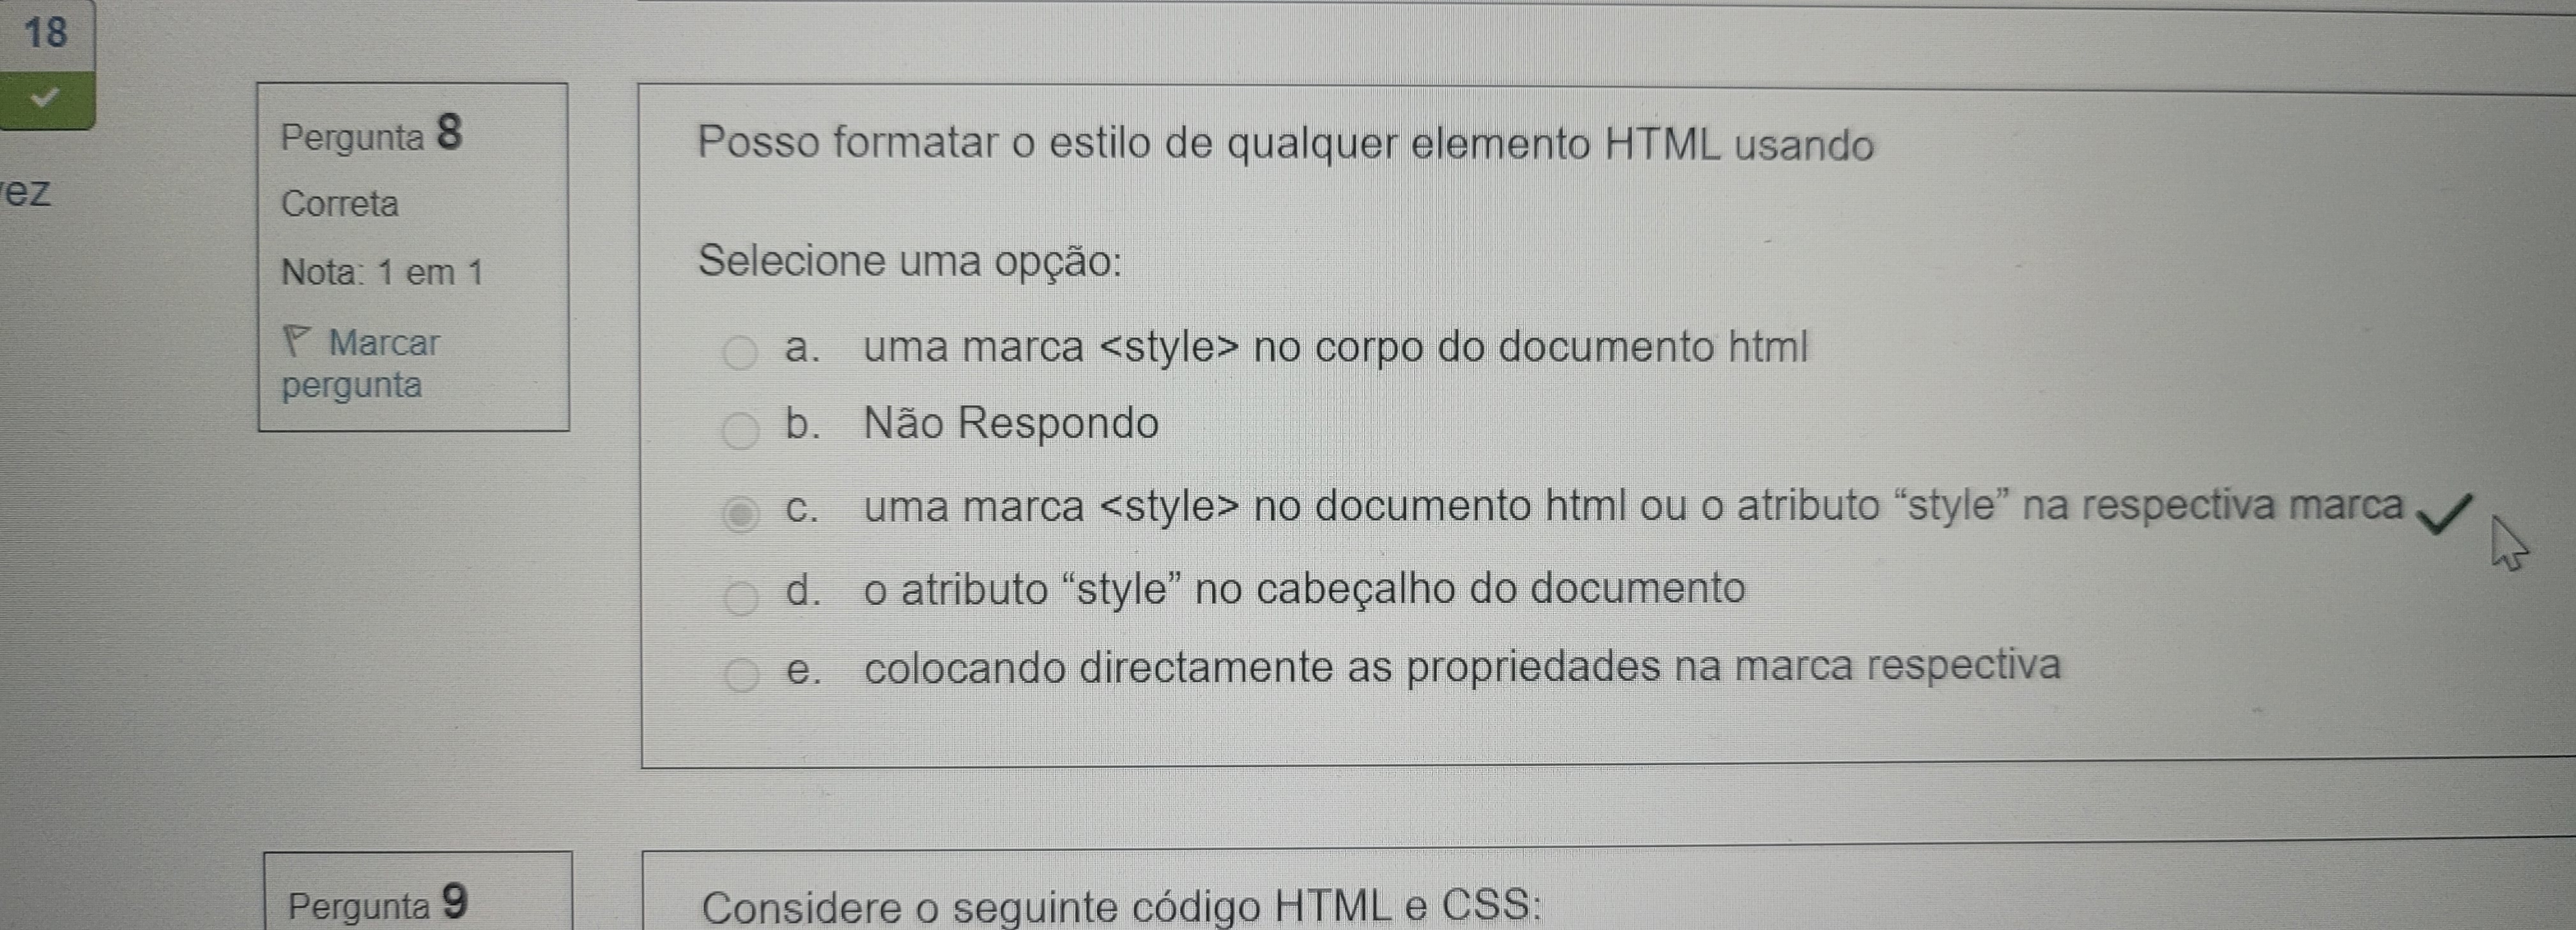 18
Pergunta 8
Correta
Nota: 1 em 1
Marcar
pergunta
ez
Posso formatar o estilo de qualquer elemento HTML usando
Selecione uma opção:
a. uma marca <style> no corpo do documento html
b. Não Respondo
c. uma marca <style> no documento html ou o atributo “style” na respectiva marca
d. o atributo “style” no cabeçalho do documento
e. colocando directamente as propriedades na marca respectiva
Pergunta 9
Considere o seguinte código HTML e CSS: